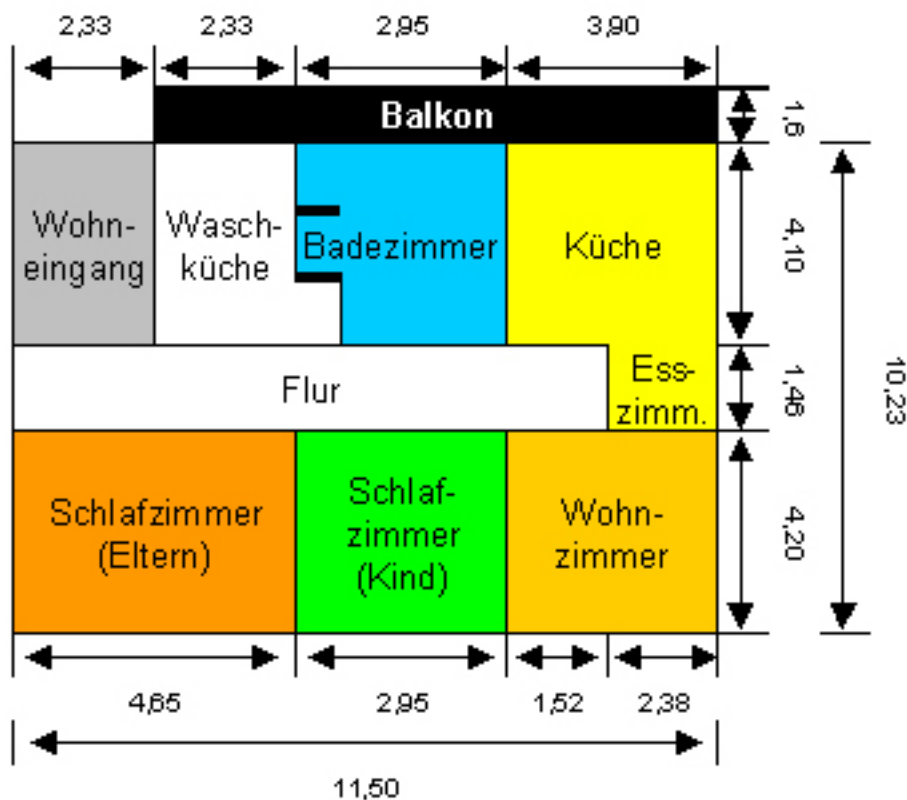 2,33 2,33 2,95 3,90
Balkon
1,6
Wohn-
eingang
Wasch-
küche
Badezimmer
Küche
4,10
Flur
Ess-
zimm.
1,46
10,23
Schlafzimmer
(Eltern)
Schlaf-
zimmer
(Kind)
Wohn-
zimmer
4,20
4,65 2,95 1,52 2,38
11,50